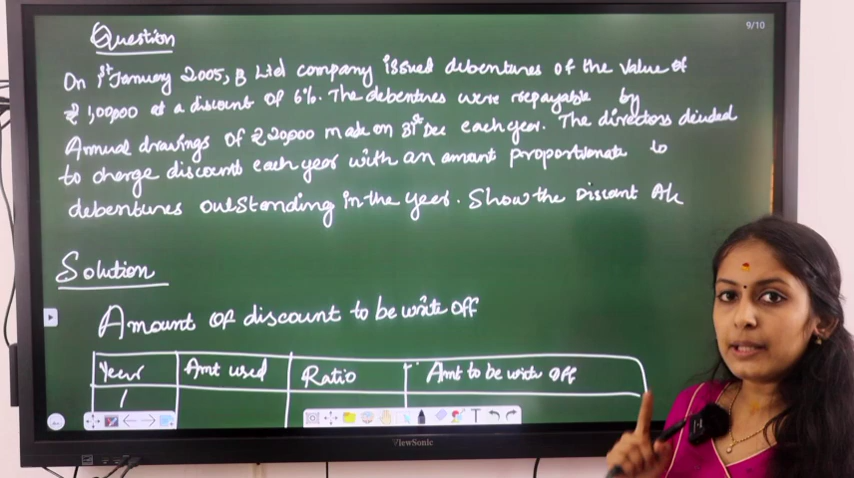 9/10
Question
On 1st January 2005, B Ltd company issued debentures of the value of
₹ 1,00,000 at a discount of 6%. The debentures were repayable by
Annual drawings of ₹ 20,000 made on 31st Dec each year. The directors decided
to charge discount each year with an amount proportionate to
debentures outstanding in the year. Show the Discount A/c
Solution
Amount of discount to be write off
Year Amt used Ratio Amt to be write off
1
T
ViewSonic